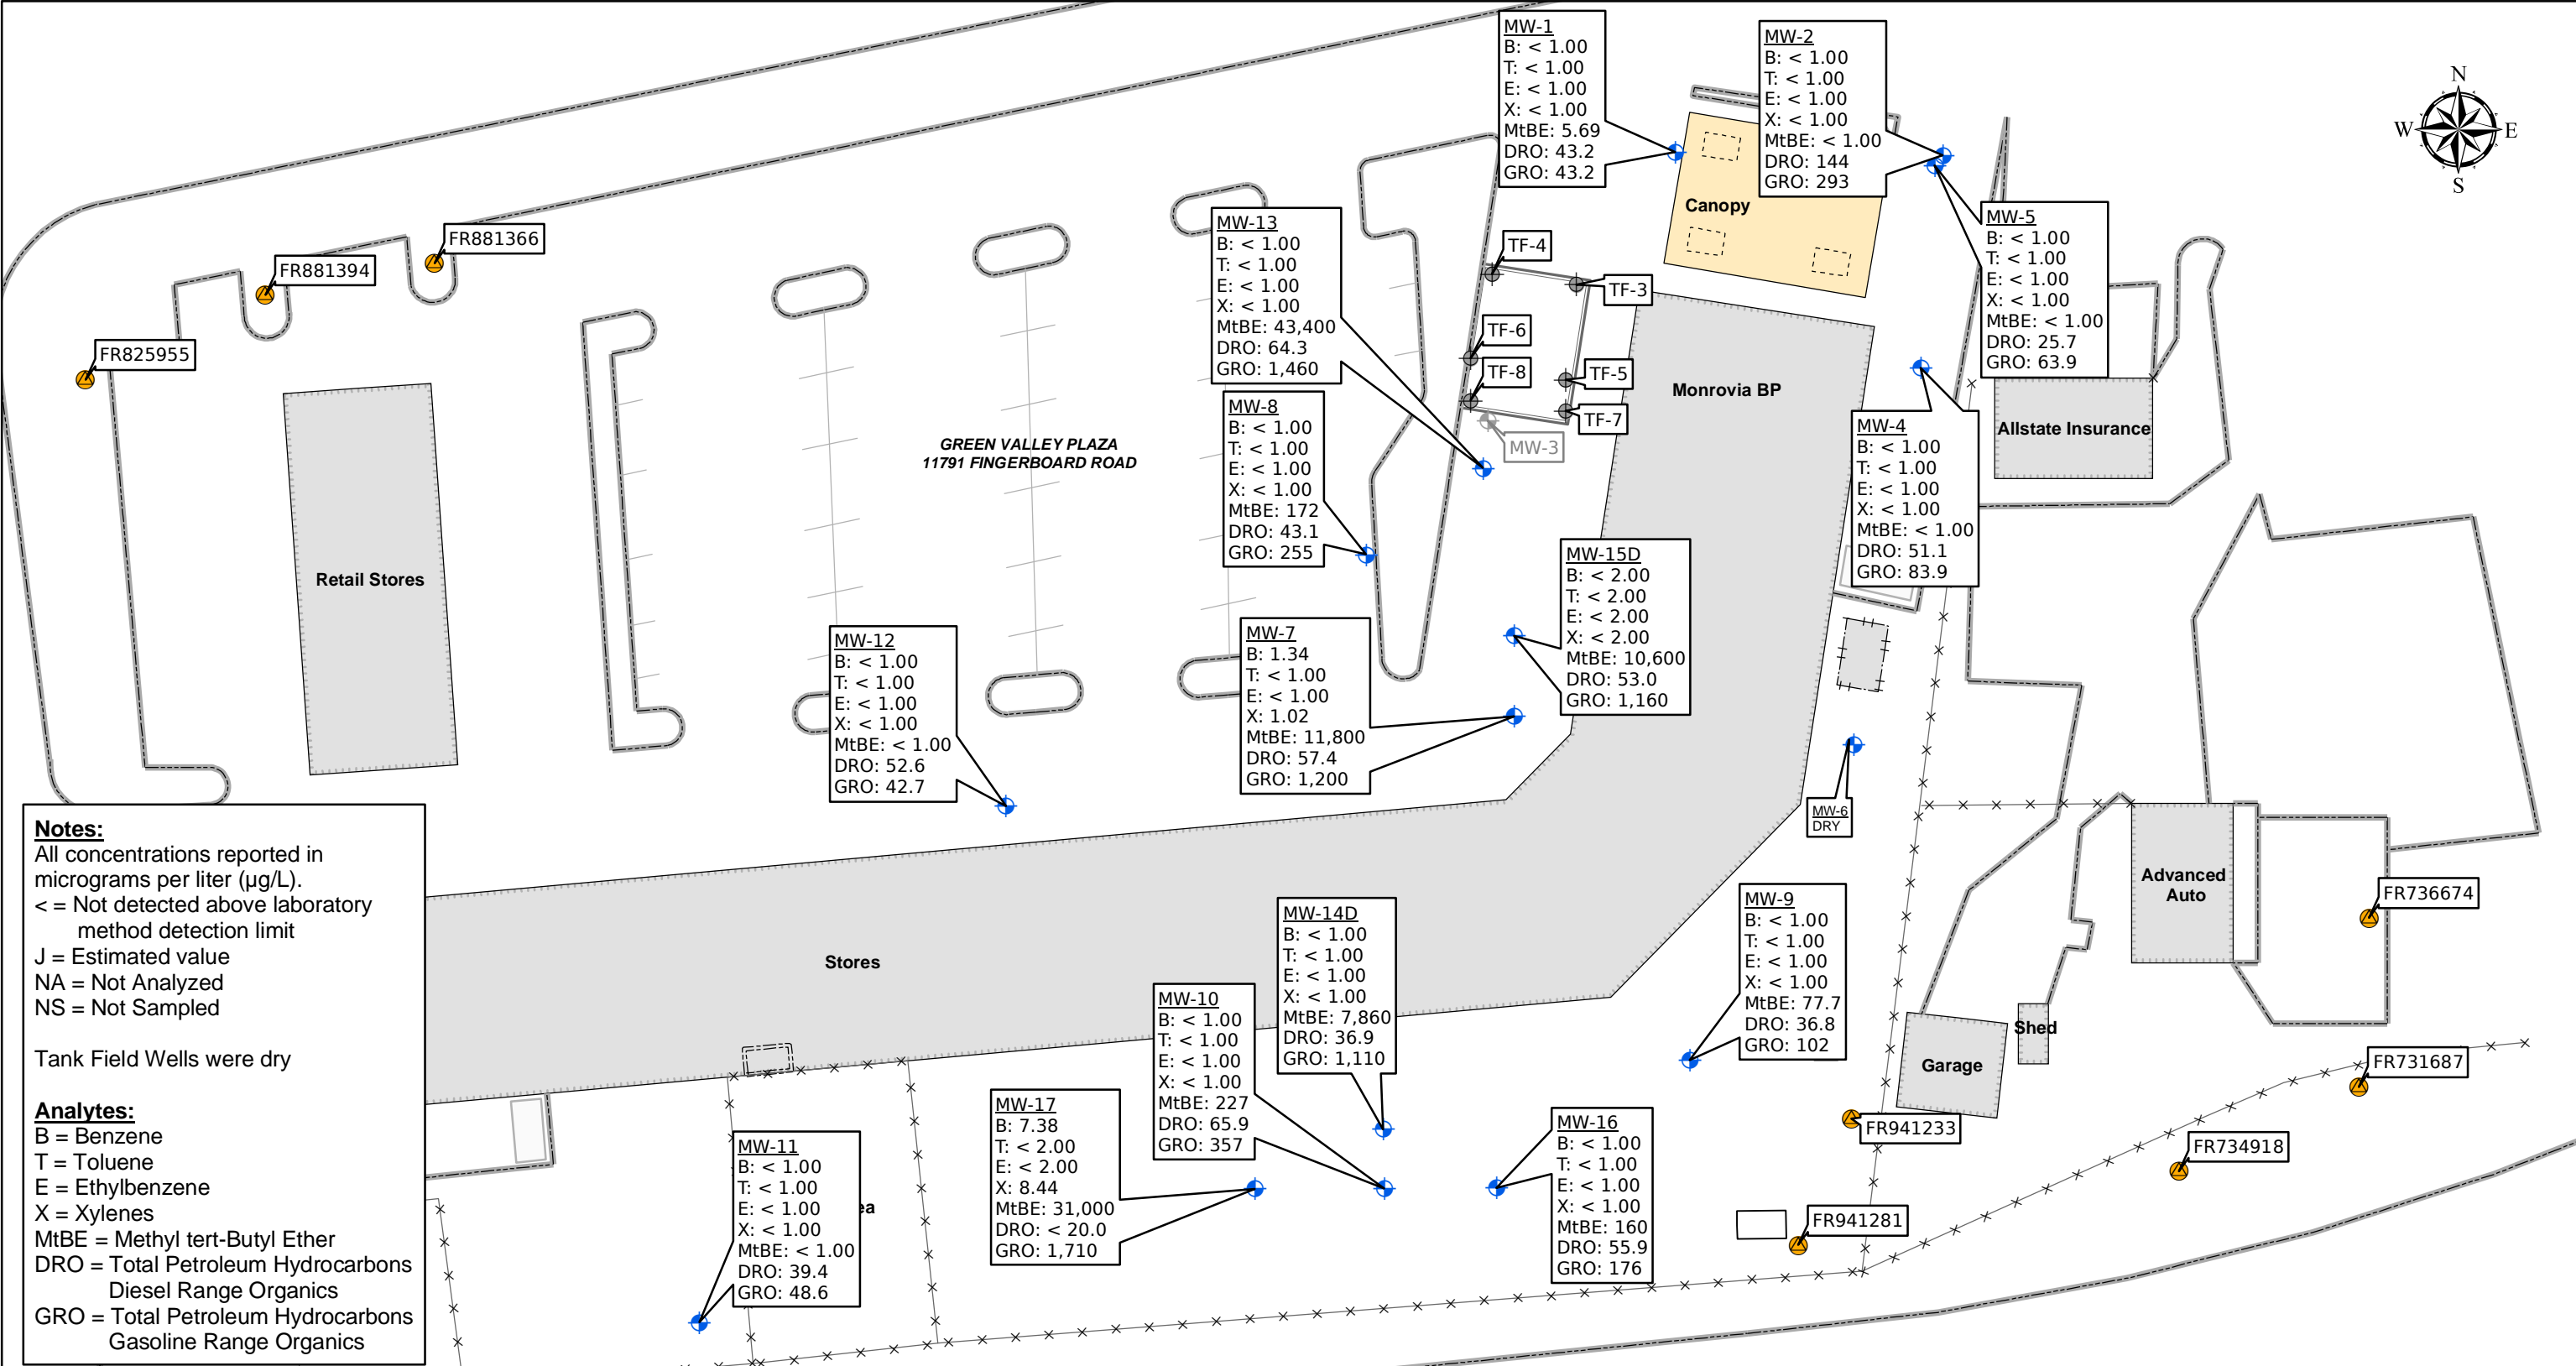 MW-1
B: < 1.00
T: < 1.00
E: < 1.00
X: < 1.00
MtBE: 5.69
DRO: 43.2
GRO: 43.2
MW-2
B: < 1.00
T: < 1.00
E: < 1.00
X: < 1.00
MtBE: < 1.00
DRO: 144
GRO: 293
N
W
E
S
Canopy
MW-5
B: < 1.00
T: < 1.00
E: < 1.00
X: < 1.00
MtBE: < 1.00
DRO: 25.7
GRO: 63.9
MW-13
B: < 1.00
T: < 1.00
E: < 1.00
X: < 1.00
MtBE: 43,400
DRO: 64.3
GRO: 1,460
FR881366
FR881394
FR825955
TF-4
TF-3
TF-6
TF-8
TF-5
TF-7
MW-3
Monrovia BP
Allstate Insurance
GREEN VALLEY PLAZA
11791 FINGERBOARD ROAD
MW-8
B: < 1.00
T: < 1.00
E: < 1.00
X: < 1.00
MtBE: 172
DRO: 43.1
GRO: 255
MW-4
B: < 1.00
T: < 1.00
E: < 1.00
X: < 1.00
MtBE: < 1.00
DRO: 51.1
GRO: 83.9
Retail Stores
MW-15D
B: < 2.00
T: < 2.00
E: < 2.00
X: < 2.00
MtBE: 10,600
DRO: 53.0
GRO: 1,160
MW-12
B: < 1.00
T: < 1.00
E: < 1.00
X: < 1.00
MtBE: < 1.00
DRO: 52.6
GRO: 42.7
MW-7
B: 1.34
T: < 1.00
E: < 1.00
X: 1.02
MtBE: 11,800
DRO: 57.4
GRO: 1,200
MW-6
DRY
Notes:
All concentrations reported in
micrograms per liter (µg/L).
< = Not detected above laboratory
method detection limit
J = Estimated value
NA = Not Analyzed
NS = Not Sampled
Tank Field Wells were dry
Analytes:
B = Benzene
T = Toluene
E = Ethylbenzene
X = Xylenes
MtBE = Methyl tert-Butyl Ether
DRO = Total Petroleum Hydrocarbons
Diesel Range Organics
GRO = Total Petroleum Hydrocarbons
Gasoline Range Organics
Stores
Advanced
Auto
FR736674
MW-9
B: < 1.00
T: < 1.00
E: < 1.00
X: < 1.00
MtBE: 77.7
DRO: 36.8
GRO: 102
MW-14D
B: < 1.00
T: < 1.00
E: < 1.00
X: < 1.00
MtBE: 7,860
DRO: 36.9
GRO: 1,110
MW-10
B: < 1.00
T: < 1.00
E: < 1.00
X: < 1.00
MtBE: 227
DRO: 65.9
GRO: 357
Shed
Garage
FR731687
MW-17
B: 7.38
T: < 2.00
E: < 2.00
X: 8.44
MtBE: 31,000
DRO: < 20.0
GRO: 1,710
MW-16
B: < 1.00
T: < 1.00
E: < 1.00
X: < 1.00
MtBE: 160
DRO: 55.9
GRO: 176
FR941233
FR734918
FR941281
MW-11
B: < 1.00
T: < 1.00
E: < 1.00
X: < 1.00
MtBE: < 1.00
DRO: 39.4
GRO: 48.6